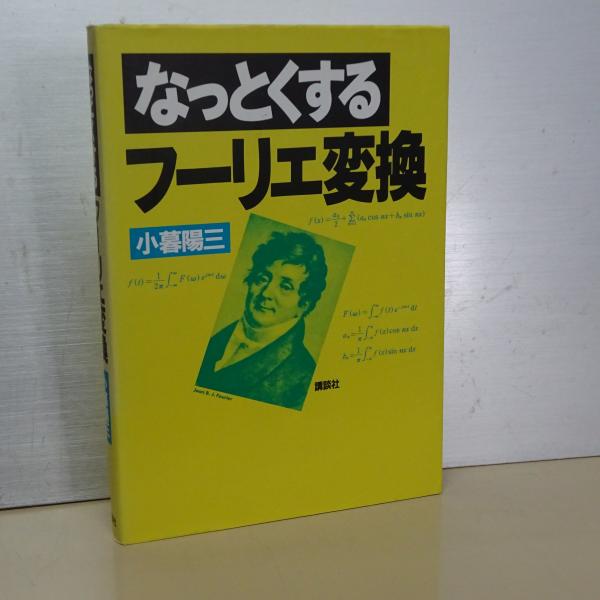 なっとくする
フーリエ変換
小暮陽三
f(x)=a₀/2+∑(aₙ cos nx+bₙ sin nx)
f(t)=1/2π∫F(ω)e^{jωt}dω
F(ω)=∫f(t)e^{-jωt}dt
aₙ=1/π∫f(x)cos nx dx
bₙ=1/π∫f(x)sin nx dx
Jean B. J. Fourier
講談社